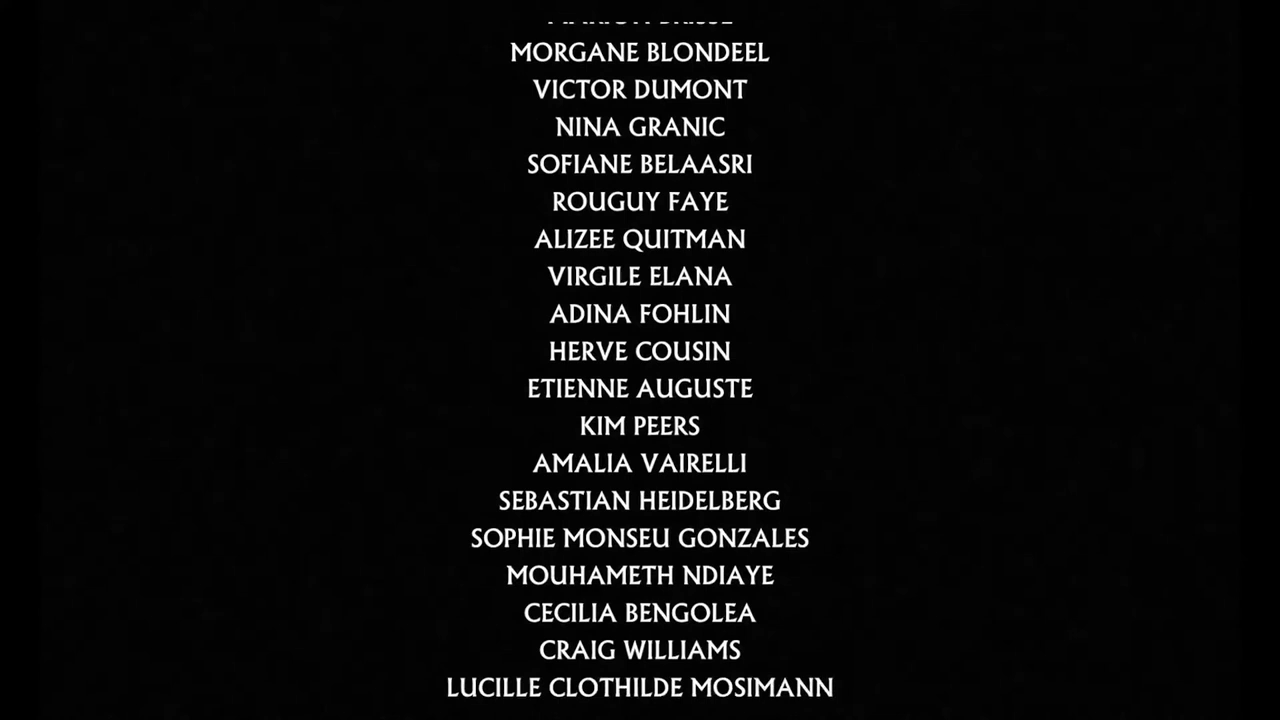 MORGANE BLONDEEL
VICTOR DUMONT
NINA GRANIC
SOFIANE BELAASRI
ROUGUY FAYE
ALIZEE QUITMAN
VIRGILE ELANA
ADINA FOHLIN
HERVE COUSIN
ETIENNE AUGUSTE
KIM PEERS
AMALIA VAIRELLI
SEBASTIAN HEIDELBERG
SOPHIE MONSEU GONZALES
MOUHAMETH NDIAYE
CECILIA BENGOLEA
CRAIG WILLIAMS
LUCILLE CLOTHILDE MOSIMANN